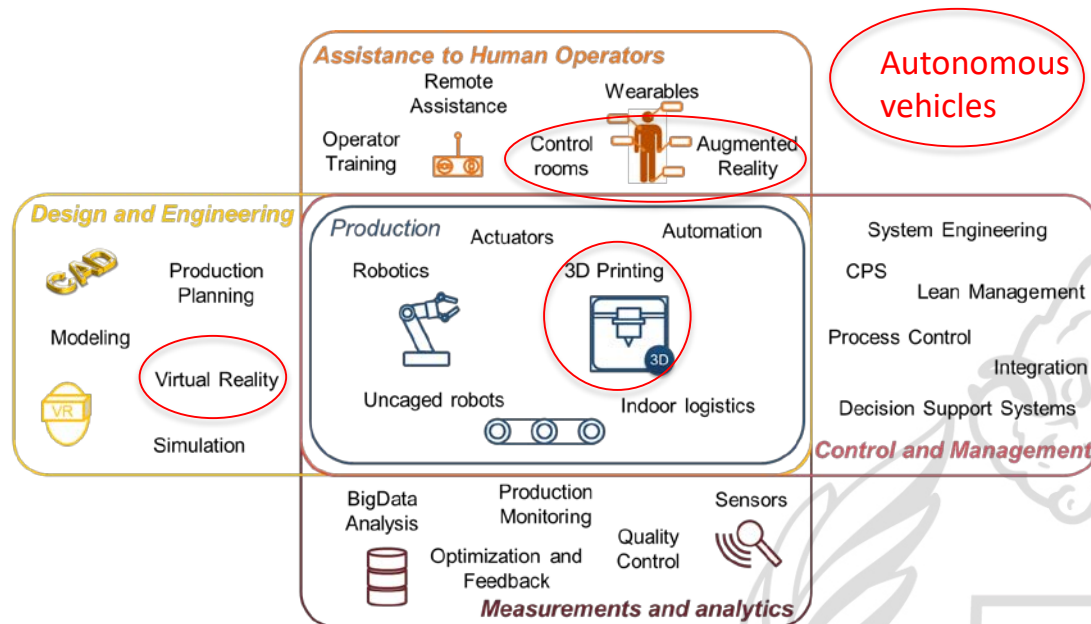 Assistance to Human Operators
Remote
Assistance
Wearables
Operator
Training
Control
rooms
Augmented
Reality
Autonomous
vehicles
Design and Engineering
CAD
Production
Planning
Modeling
Virtual Reality
VR
Simulation
Production
Actuators
Automation
Robotics
3D Printing
3D
Uncaged robots
Indoor logistics
System Engineering
CPS
Lean Management
Process Control
Integration
Decision Support Systems
Control and Management
BigData
Analysis
Production
Monitoring
Sensors
Optimization and
Feedback
Quality
Control
Measurements and analytics